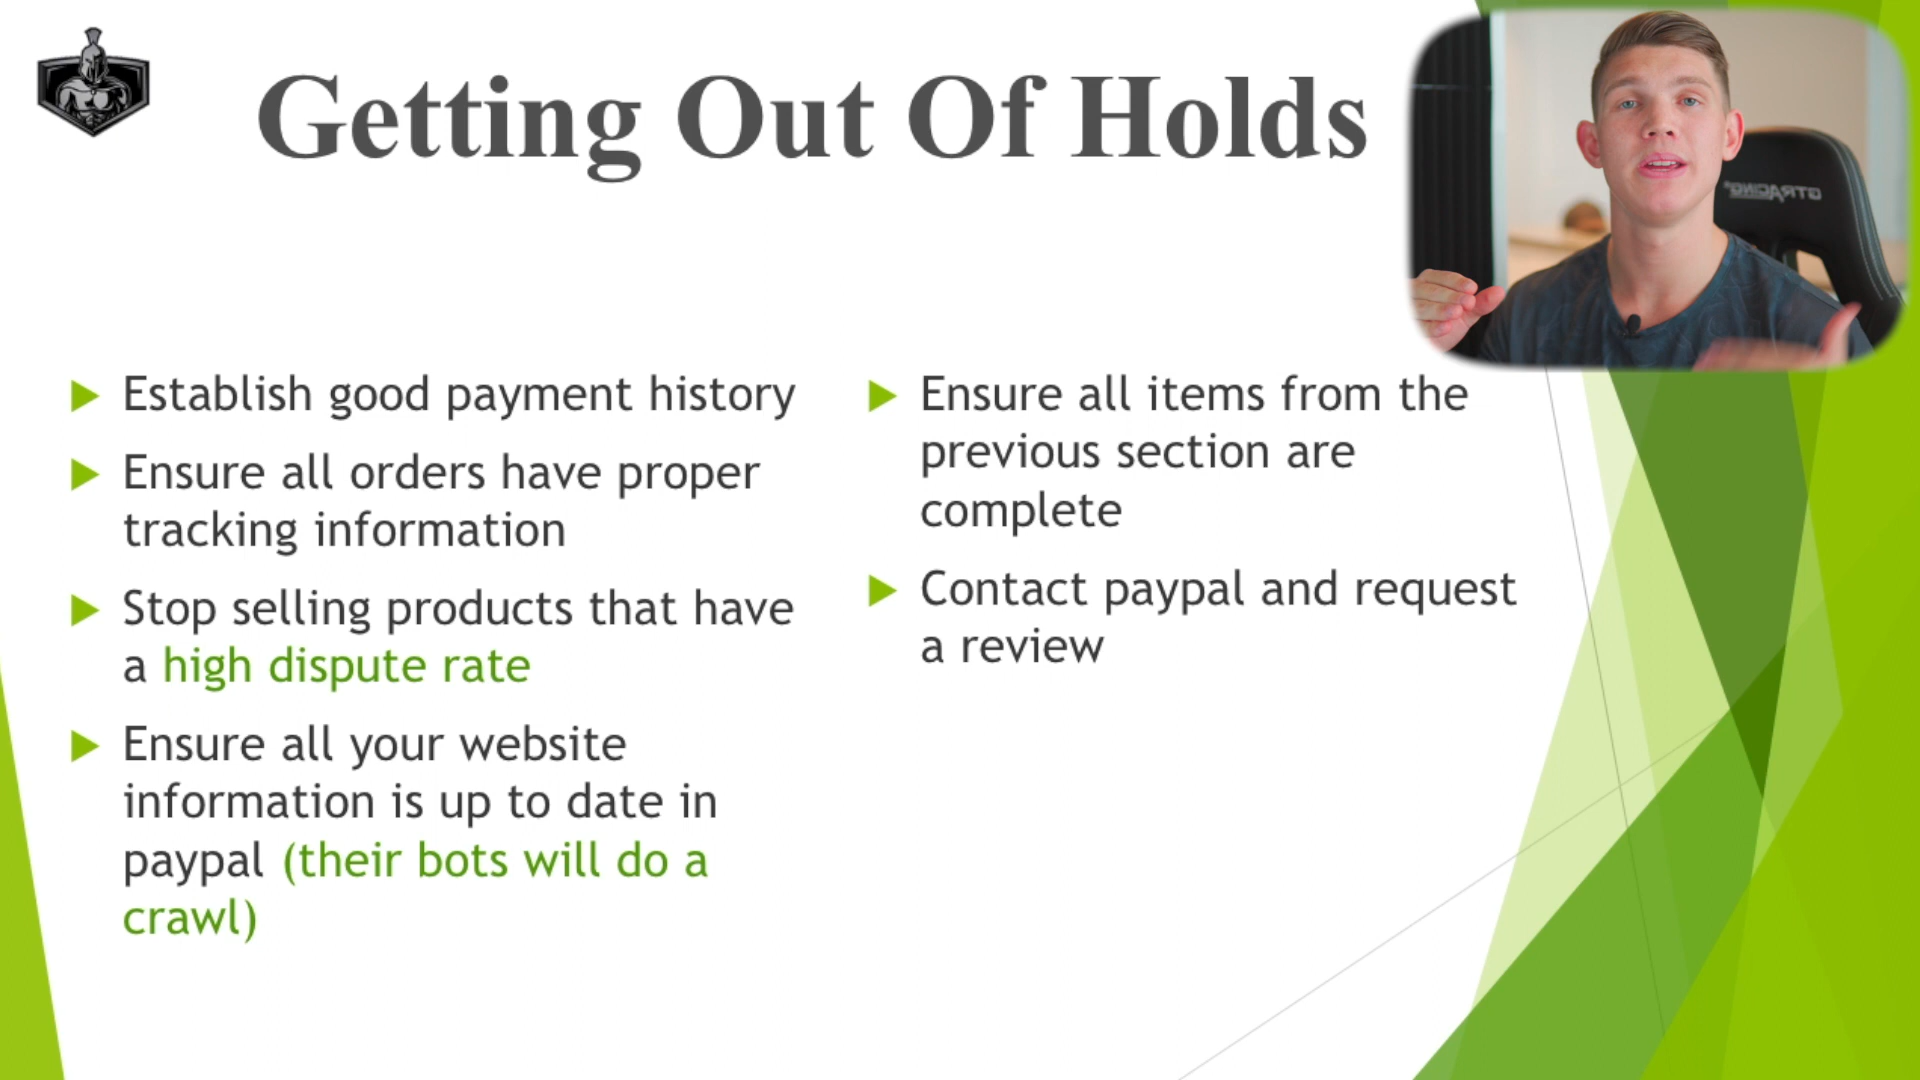 Getting Out Of Holds
Establish good payment history
Ensure all orders have proper
tracking information
Stop selling products that have
a high dispute rate
Ensure all your website
information is up to date in
paypal (their bots will do a
crawl)
Ensure all items from the
previous section are
complete
Contact paypal and request
a review
GTRACING